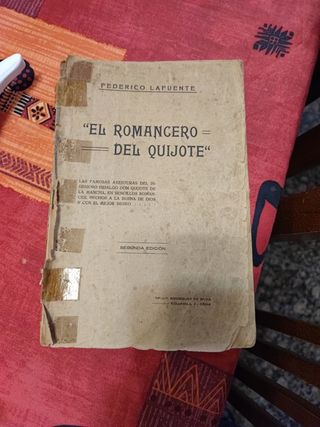 FEDERICO LAFUENTE
"EL ROMANCERO
DEL QUIJOTE"
LAS FAMOSAS AVENTURAS DEL IN-
GENIOSO HIDALGO DON QUIJOTE DE
LA MANCHA, EN SENCILLOS ROMAN-
CES, HECHOS A LA BUENA DE DIOS
Y CON EL MEJOR DESEO
SEGUNDA EDICIÓN